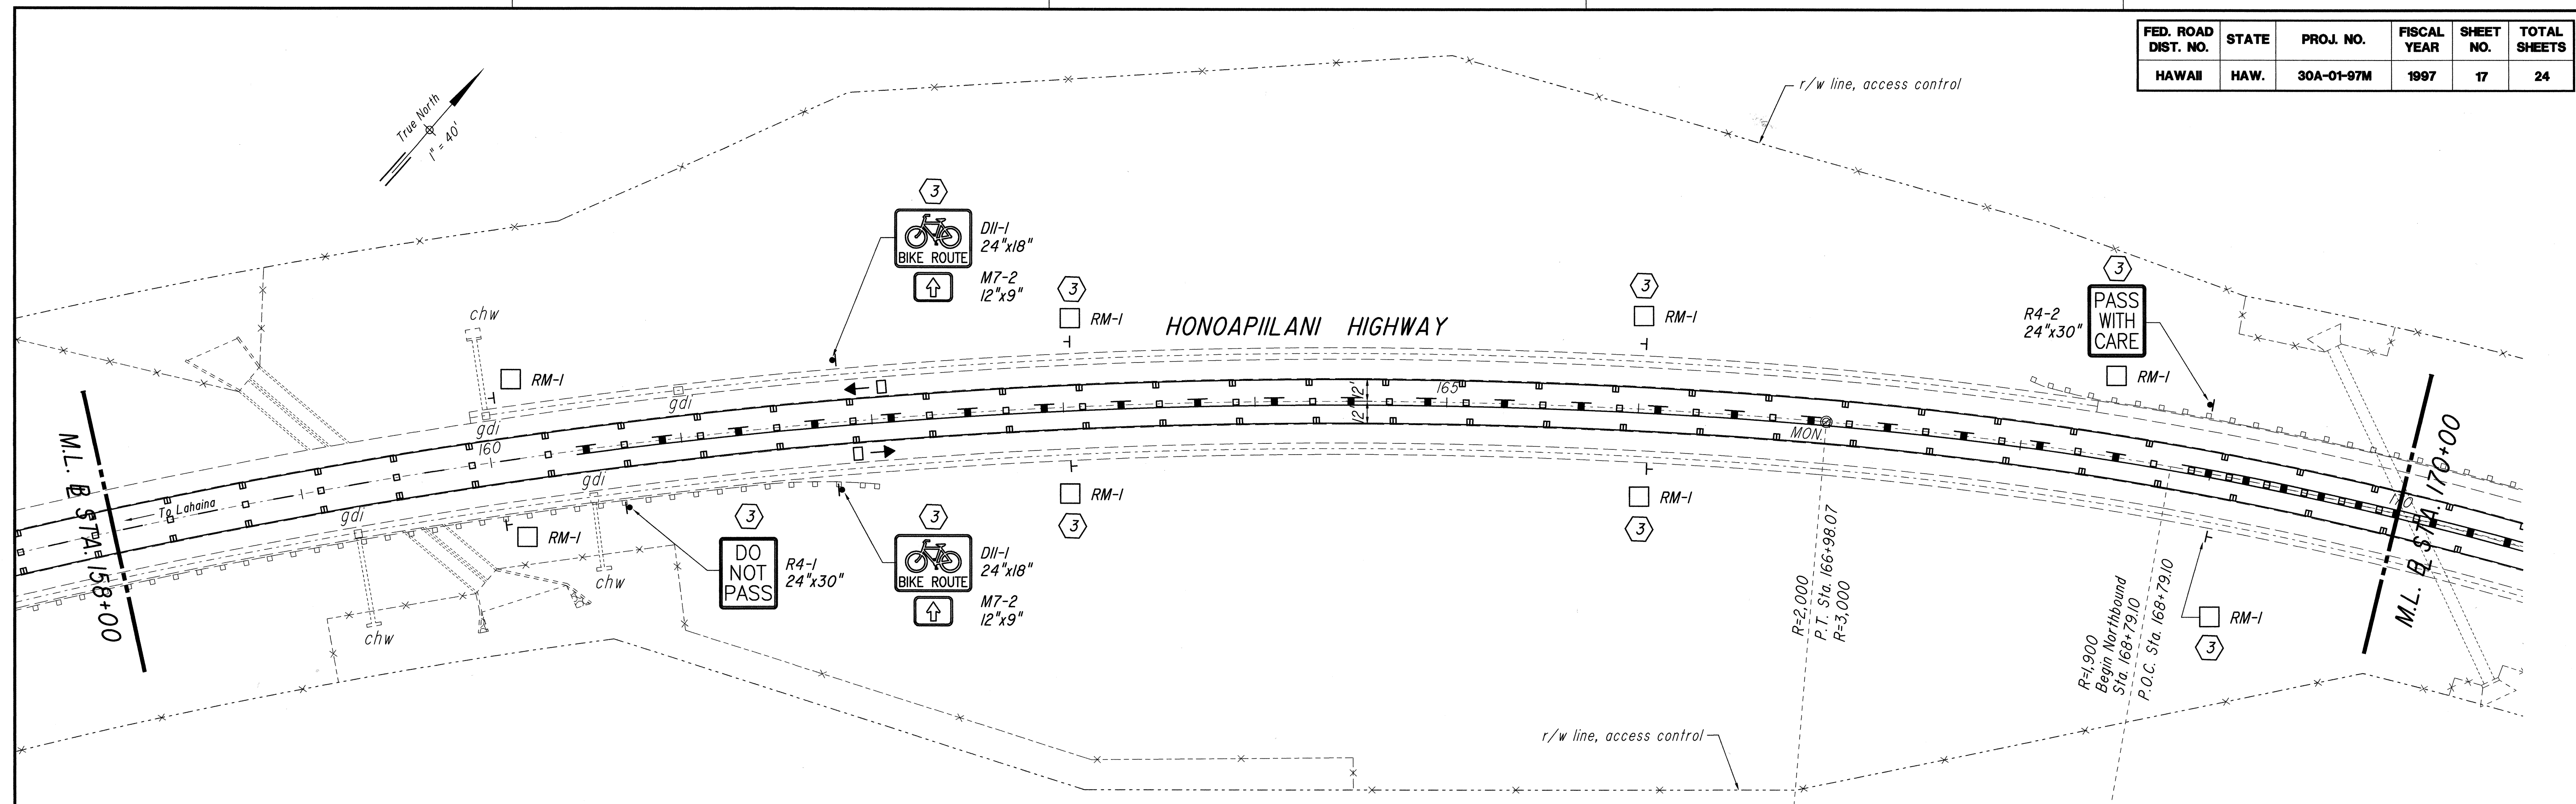 FED. ROAD DIST. NO. STATE PROJ. NO. FISCAL YEAR SHEET NO. TOTAL SHEETS
HAWAII HAW. 30A-01-97M 1997 17 24
True North
1" = 40'
r/w line, access control
3
BIKE ROUTE
D11-1
24"x18"
M7-2
12"x9"
3
RM-1
3
RM-1
HONOAPIILANI HIGHWAY
3
PASS
WITH
CARE
R4-2
24"x30"
RM-1
chw
RM-1
gdi
gdi
160
165
12' 12'
MON.
170
M.L. B STA. 158+00
To Lahaina
gdi
gdi
chw
chw
RM-1
3
DO
NOT
PASS
R4-1
24"x30"
3
BIKE ROUTE
D11-1
24"x18"
M7-2
12"x9"
RM-1
3
RM-1
3
R=2,000
P.T. Sta. 166+98.07
R=3,000
R=1,900
Begin Northbound
Sta. 168+79.10
P.O.C. Sta. 168+79.10
RM-1
3
M.L. B STA. 170+00
r/w line, access control